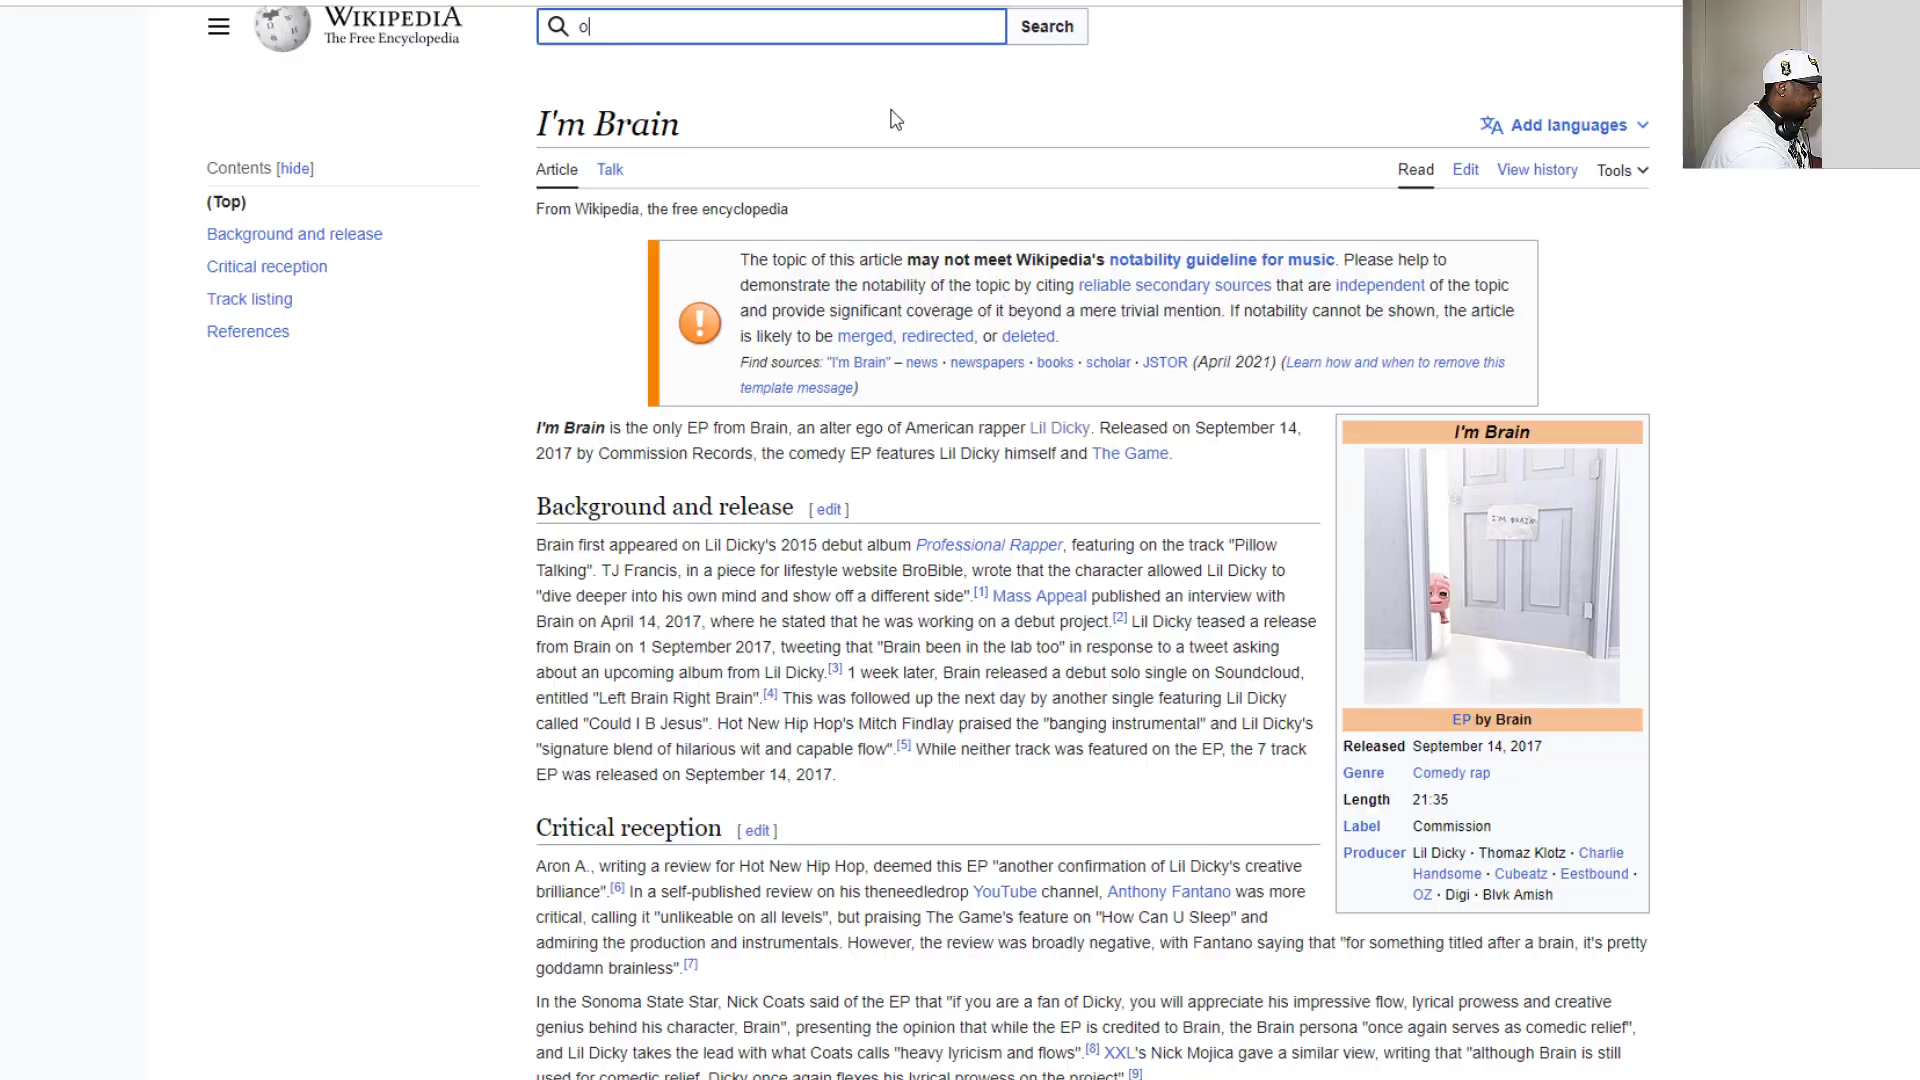 WIKIPEDIA
The Free Encyclopedia
o
Search
I'm Brain
Add languages
Contents [hide]
(Top)
Background and release
Critical reception
Track listing
References
Article Talk
Read Edit View history Tools
From Wikipedia, the free encyclopedia
The topic of this article may not meet Wikipedia's notability guideline for music. Please help to
demonstrate the notability of the topic by citing reliable secondary sources that are independent of the topic
and provide significant coverage of it beyond a mere trivial mention. If notability cannot be shown, the article
is likely to be merged, redirected, or deleted.
Find sources: "I'm Brain" – news · newspapers · books · scholar · JSTOR (April 2021) (Learn how and when to remove this
template message)
I'm Brain is the only EP from Brain, an alter ego of American rapper Lil Dicky. Released on September 14,
2017 by Commission Records, the comedy EP features Lil Dicky himself and The Game.
Background and release [ edit ]
Brain first appeared on Lil Dicky's 2015 debut album Professional Rapper, featuring on the track "Pillow
Talking". TJ Francis, in a piece for lifestyle website BroBible, wrote that the character allowed Lil Dicky to
"dive deeper into his own mind and show off a different side".[1] Mass Appeal published an interview with
Brain on April 14, 2017, where he stated that he was working on a debut project.[2] Lil Dicky teased a release
from Brain on 1 September 2017, tweeting that "Brain been in the lab too" in response to a tweet asking
about an upcoming album from Lil Dicky.[3] 1 week later, Brain released a debut solo single on Soundcloud,
entitled "Left Brain Right Brain".[4] This was followed up the next day by another single featuring Lil Dicky
called "Could I B Jesus". Hot New Hip Hop's Mitch Findlay praised the "banging instrumental" and Lil Dicky's
"signature blend of hilarious wit and capable flow".[5] While neither track was featured on the EP, the 7 track
EP was released on September 14, 2017.
Critical reception [ edit ]
Aron A., writing a review for Hot New Hip Hop, deemed this EP "another confirmation of Lil Dicky's creative
brilliance".[6] In a self-published review on his theneedledrop YouTube channel, Anthony Fantano was more
critical, calling it "unlikeable on all levels", but praising The Game's feature on "How Can U Sleep" and
admiring the production and instrumentals. However, the review was broadly negative, with Fantano saying that "for something titled after a brain, it's pretty
goddamn brainless".[7]
In the Sonoma State Star, Nick Coats said of the EP that "if you are a fan of Dicky, you will appreciate his impressive flow, lyrical prowess and creative
genius behind his character, Brain", presenting the opinion that while the EP is credited to Brain, the Brain persona "once again serves as comedic relief",
and Lil Dicky takes the lead with what Coats calls "heavy lyricism and flows".[8] XXL's Nick Mojica gave a similar view, writing that "although Brain is still
used for comedic relief, Dicky once again flexes his lyrical prowess on the project".[9]
I'm Brain
I'M BRAIN
EP by Brain
Released September 14, 2017
Genre Comedy rap
Length 21:35
Label Commission
Producer Lil Dicky · Thomaz Klotz · Charlie
Handsome · Cubeatz · Eestbound ·
OZ · Digi · Blvk Amish